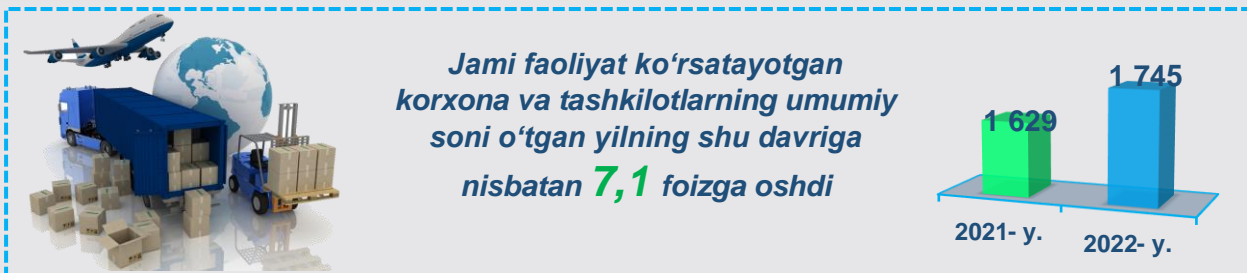 Jami faoliyat ko‘rsatayotgan
korxona va tashkilotlarning umumiy
soni o‘tgan yilning shu davriga
nisbatan 7,1 foizga oshdi
1 629
1 745
2021- y.
2022- y.